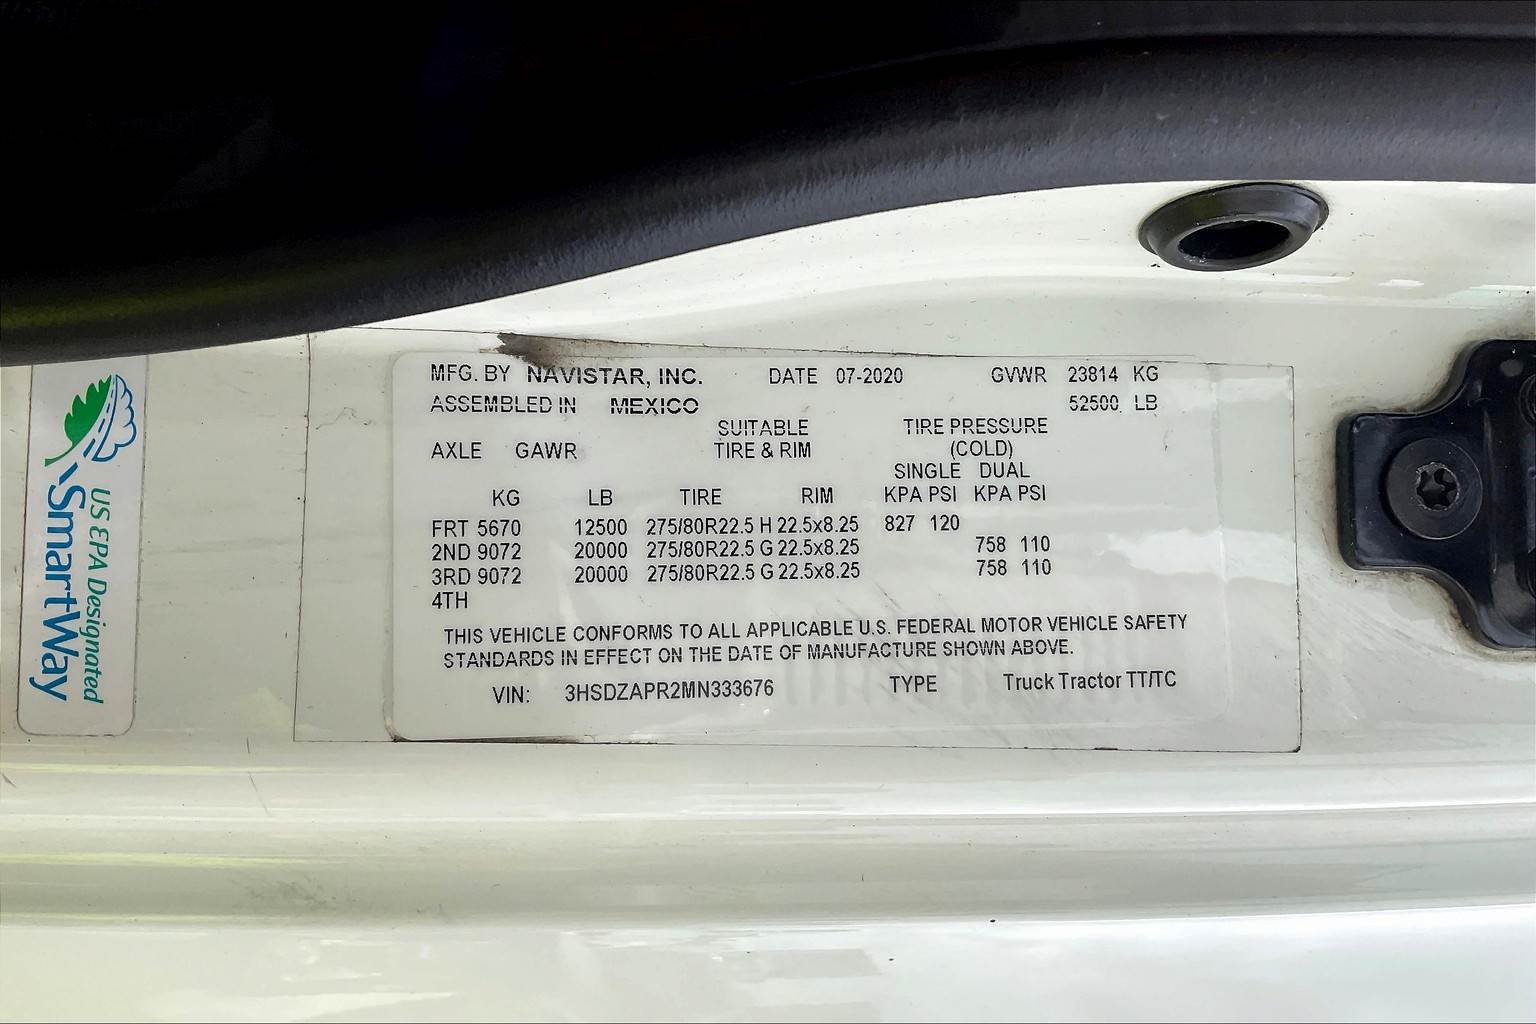 MFG. BY NAVISTAR, INC. DATE 07-2020 GVWR 23814 KG
ASSEMBLED IN MEXICO 52500 LB
SUITABLE TIRE PRESSURE
AXLE GAWR TIRE & RIM (COLD)
SINGLE DUAL
KG LB TIRE RIM KPA PSI KPA PSI
FRT 5670 12500 275/80R22.5 H 22.5x8.25 827 120
2ND 9072 20000 275/80R22.5 G 22.5x8.25 758 110
3RD 9072 20000 275/80R22.5 G 22.5x8.25 758 110
4TH
THIS VEHICLE CONFORMS TO ALL APPLICABLE U.S. FEDERAL MOTOR VEHICLE SAFETY
STANDARDS IN EFFECT ON THE DATE OF MANUFACTURE SHOWN ABOVE.
VIN: 3HSDZAPR2MN333676 TYPE Truck Tractor TT/TC
US EPA Designated
SmartWay